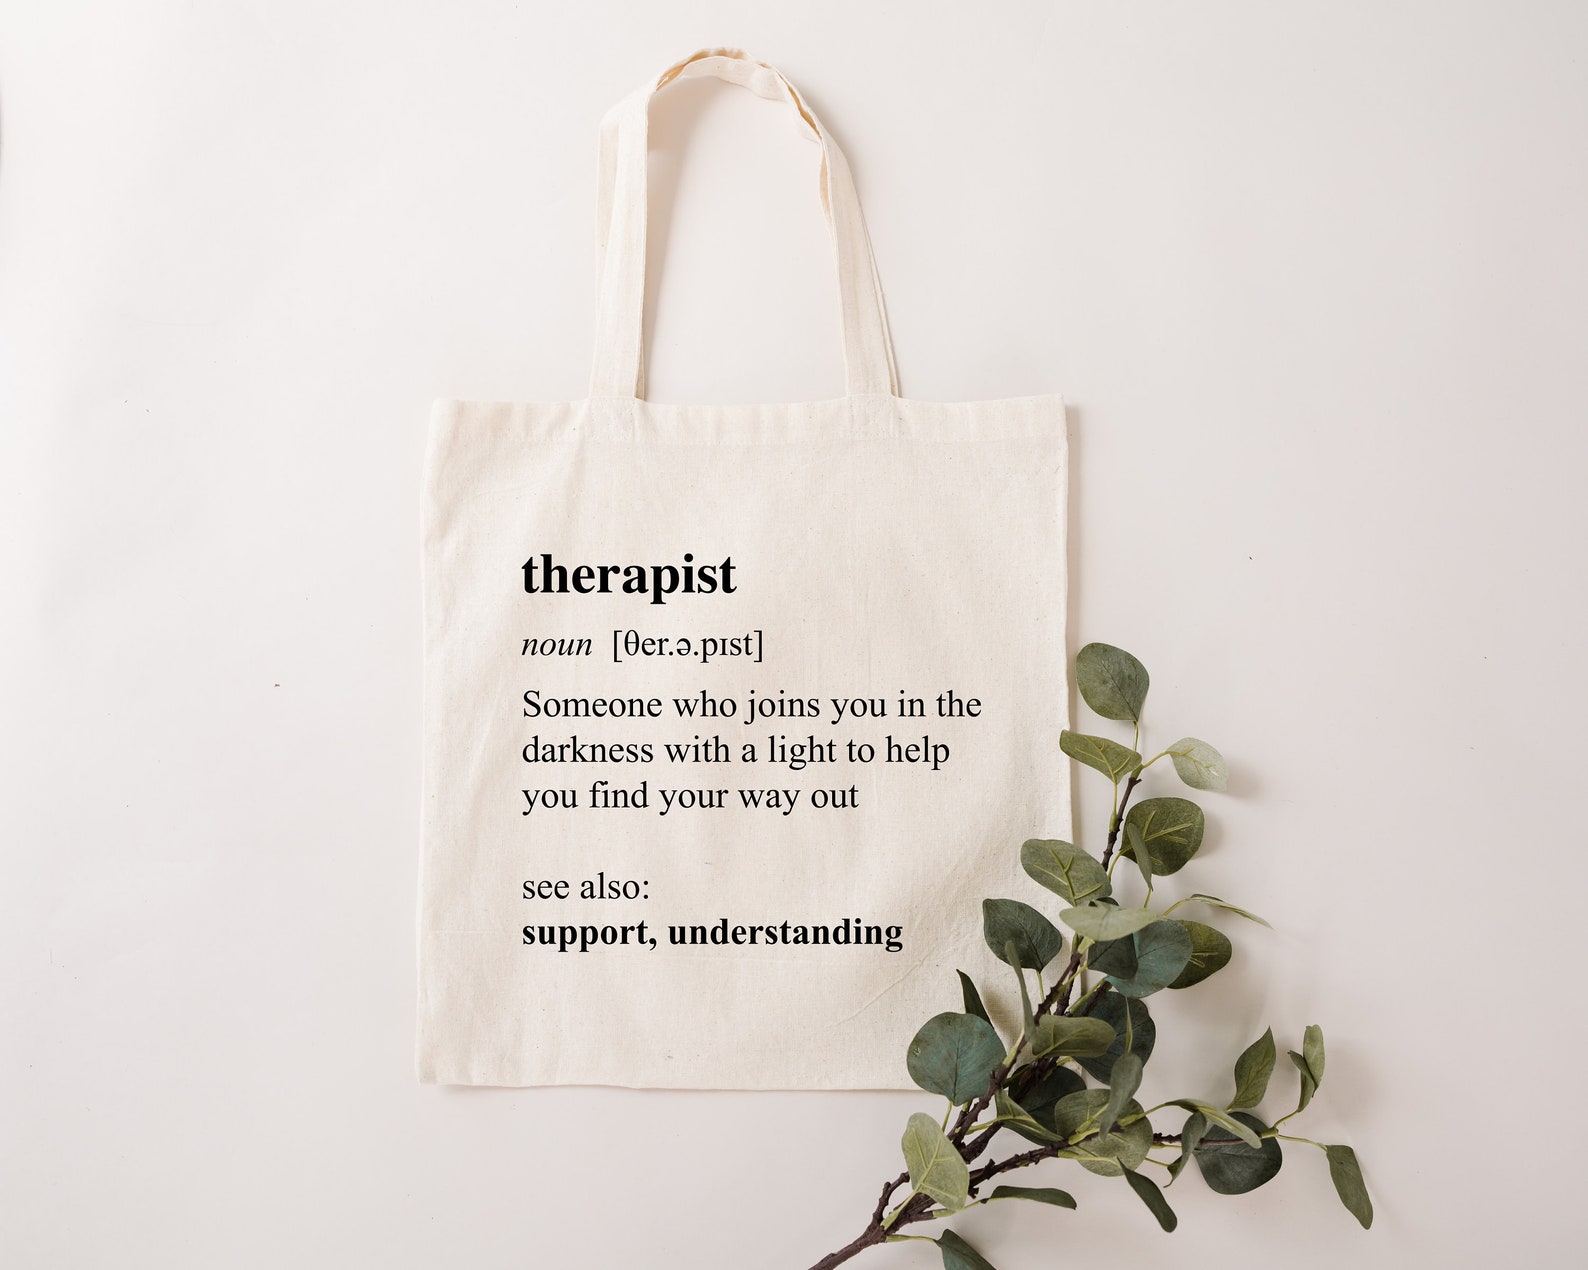 therapist
noun [θer.ə.pɪst]
Someone who joins you in the
darkness with a light to help
you find your way out
see also:
support, understanding